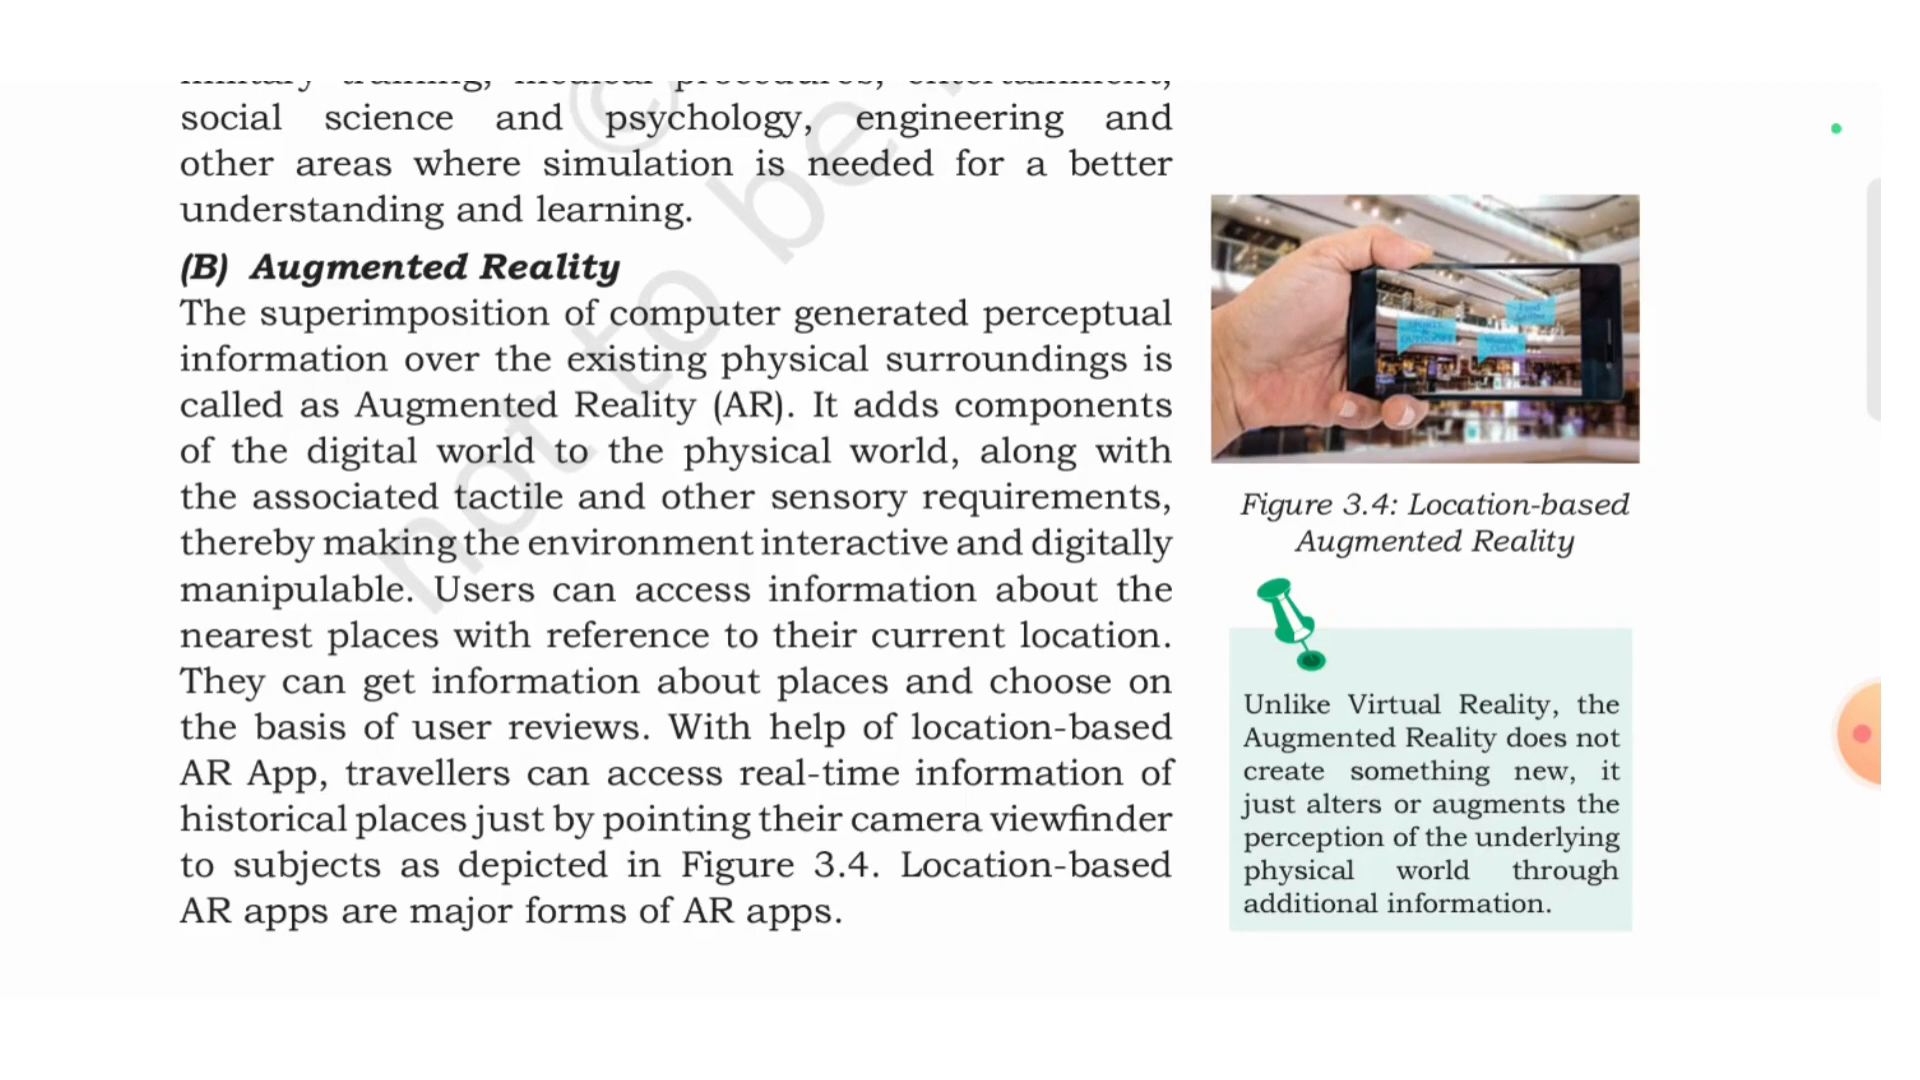 military training, medical procedures, entertainment,
social science and psychology, engineering and
other areas where simulation is needed for a better
understanding and learning.
(B) Augmented Reality
The superimposition of computer generated perceptual
information over the existing physical surroundings is
called as Augmented Reality (AR). It adds components
of the digital world to the physical world, along with
the associated tactile and other sensory requirements,
thereby making the environment interactive and digitally
manipulable. Users can access information about the
nearest places with reference to their current location.
They can get information about places and choose on
the basis of user reviews. With help of location-based
AR App, travellers can access real-time information of
historical places just by pointing their camera viewfinder
to subjects as depicted in Figure 3.4. Location-based
AR apps are major forms of AR apps.
©
not to be
Figure 3.4: Location-based
Augmented Reality
Unlike Virtual Reality, the
Augmented Reality does not
create something new, it
just alters or augments the
perception of the underlying
physical world through
additional information.